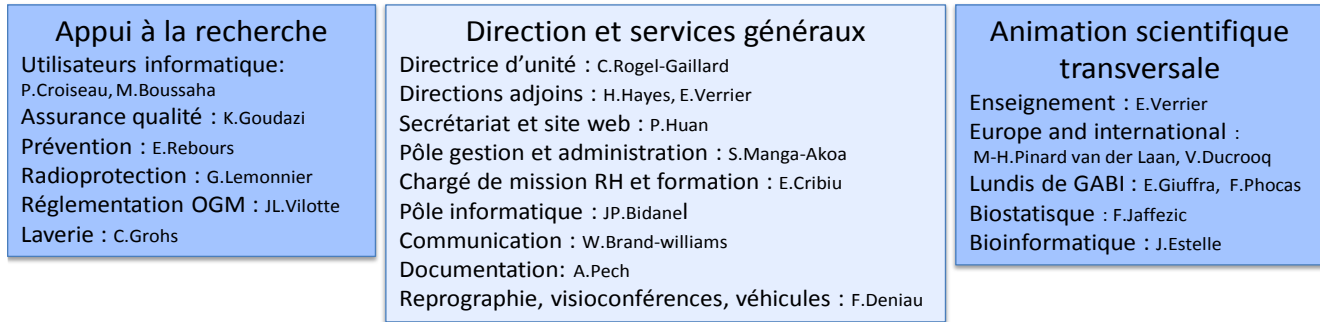 Appui à la recherche
Utilisateurs informatique:
P.Croiseau, M.Boussaha
Assurance qualité : K.Goudazi
Prévention : E.Rebours
Radioprotection : G.Lemonnier
Réglementation OGM : JL.Vilotte
Laverie : C.Grohs
Direction et services généraux
Directrice d'unité : C.Rogel-Gaillard
Directions adjoins : H.Hayes, E.Verrier
Secrétariat et site web : P.Huan
Pôle gestion et administration : S.Manga-Akoa
Chargé de mission RH et formation : E.Cribiu
Pôle informatique : JP.Bidanel
Communication : W.Brand-williams
Documentation: A.Pech
Reprographie, visioconférences, véhicules : F.Deniau
Animation scientifique
transversale
Enseignement : E.Verrier
Europe and international :
M-H.Pinard van der Laan, V.Ducrooq
Lundis de GABI : E.Giuffra, F.Phocas
Biostatisque : F.Jaffezic
Bioinformatique : J.Estelle